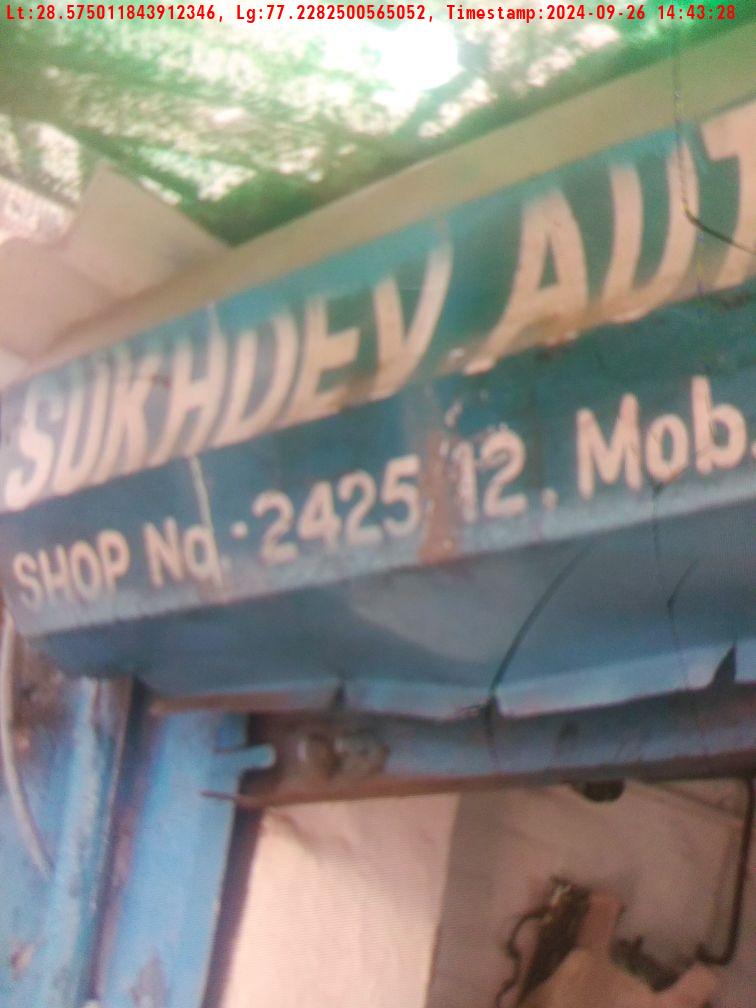 Lt:28.575011843912346, Lg:77.2282500565052, Timestamp:2024-09-26 14:43:28
SUKHDEV AUT
SHOP No.:2425/12, Mob.